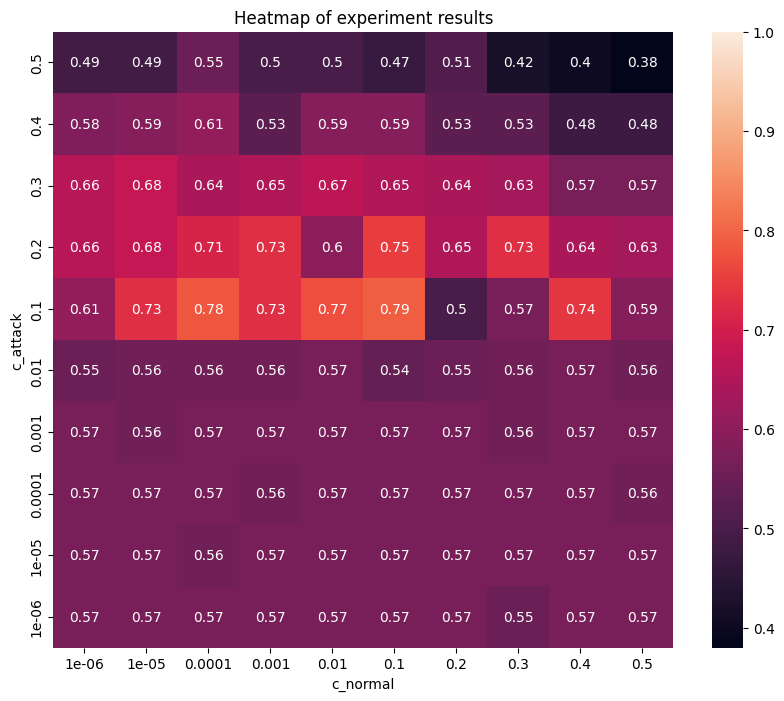 Heatmap of experiment results
c_attack
0.5 0.49 0.49 0.55 0.5 0.5 0.47 0.51 0.42 0.4 0.38
0.4 0.58 0.59 0.61 0.53 0.59 0.59 0.53 0.53 0.48 0.48
0.3 0.66 0.68 0.64 0.65 0.67 0.65 0.64 0.63 0.57 0.57
0.2 0.66 0.68 0.71 0.73 0.6 0.75 0.65 0.73 0.64 0.63
0.1 0.61 0.73 0.78 0.73 0.77 0.79 0.5 0.57 0.74 0.59
0.01 0.55 0.56 0.56 0.56 0.57 0.54 0.55 0.56 0.57 0.56
0.001 0.57 0.56 0.57 0.57 0.57 0.57 0.57 0.56 0.57 0.57
0.0001 0.57 0.57 0.57 0.56 0.57 0.57 0.57 0.57 0.57 0.56
1e-05 0.57 0.57 0.56 0.57 0.57 0.57 0.57 0.57 0.57 0.57
1e-06 0.57 0.57 0.57 0.57 0.57 0.57 0.57 0.55 0.57 0.57
1e-06 1e-05 0.0001 0.001 0.01 0.1 0.2 0.3 0.4 0.5
c_normal
1.0
0.9
0.8
0.7
0.6
0.5
0.4